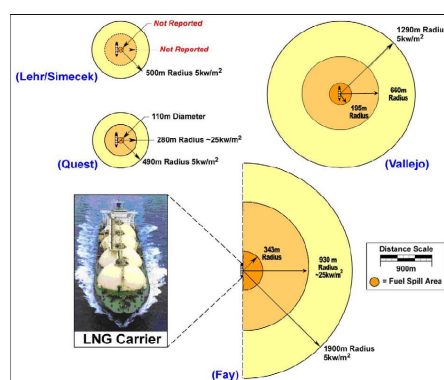 Not Reported
Not Reported
500m Radius 5kw/m²
(Lehr/Simecek)
1290m Radius
5kw/m²
660m
Radius
195m
Radius
(Vallejo)
110m Diameter
280m Radius ~25kw/m²
490m Radius 5kw/m²
(Quest)
LNG Carrier
343m
Radius
930 m
Radius
~25kw/m²
1900m Radius
5kw/m²
(Fay)
Distance Scale
900m
= Fuel Spill Area